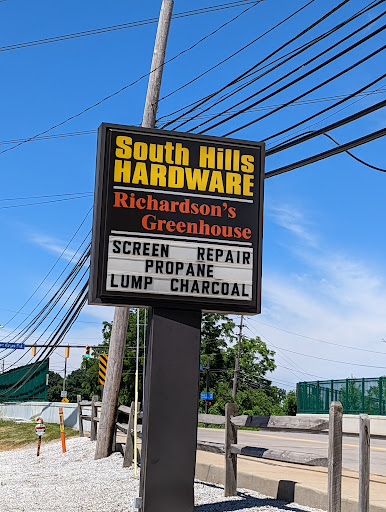 South Hills
HARDWARE
Richardson's
Greenhouse
SCREEN REPAIR
PROPANE
LUMP CHARCOAL